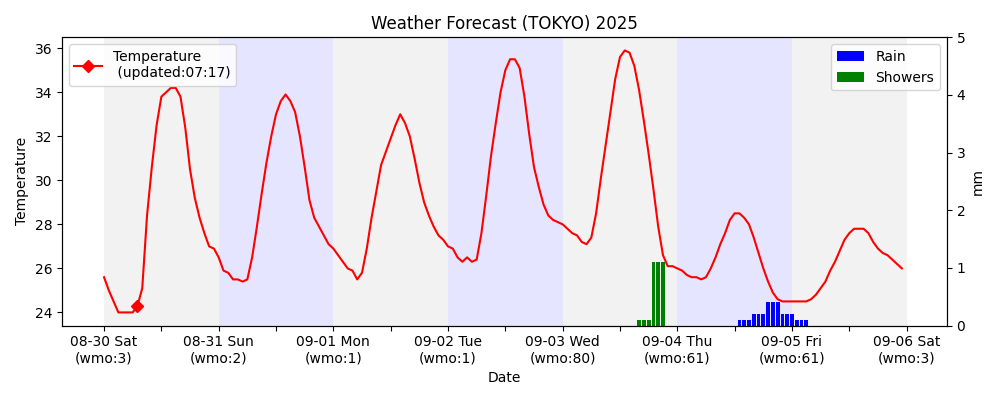 Weather Forecast (TOKYO) 2025
Temperature
(updated:07:17)
Rain
Showers
36
34
32
30
28
26
24
Temperature
5
4
3
2
1
0
mm
08-30 Sat
(wmo:3)
08-31 Sun
(wmo:2)
09-01 Mon
(wmo:1)
09-02 Tue
(wmo:1)
09-03 Wed
(wmo:80)
09-04 Thu
(wmo:61)
09-05 Fri
(wmo:61)
09-06 Sat
(wmo:3)
Date